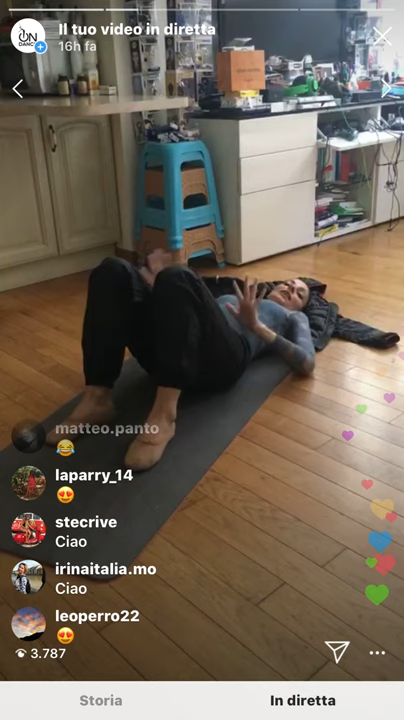 Il tuo video in diretta
16h fa
ON
DANC
matteo.panto
😂
laparry_14
😍
stecrive
Ciao
irinaitalia.mo
Ciao
leoperro22
😍
3.787
Storia
In diretta